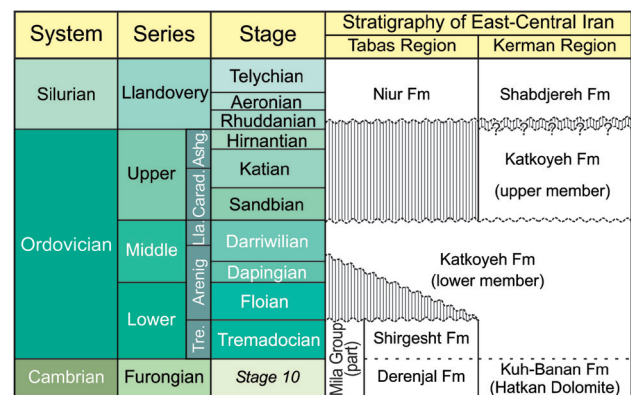 System
Series
Stage
Stratigraphy of East-Central Iran
Tabas Region
Kerman Region
Silurian
Llandovery
Telychian
Aeronian
Rhuddanian
Niur Fm
Shabdjereh Fm
Ordovician
Upper
Ashg.
Carad.
Hirnantian
Katian
Sandbian
? ? ? ? ?
Katkoyeh Fm
(upper member)
Middle
Lla.
Arenig
Darriwilian
Dapingian
Katkoyeh Fm
(lower member)
Lower
Tre.
Floian
Tremadocian
Mila Group
(part)
Shirgesht Fm
Cambrian
Furongian
Stage 10
Derenjal Fm
Kuh-Banan Fm
(Hatkan Dolomite)